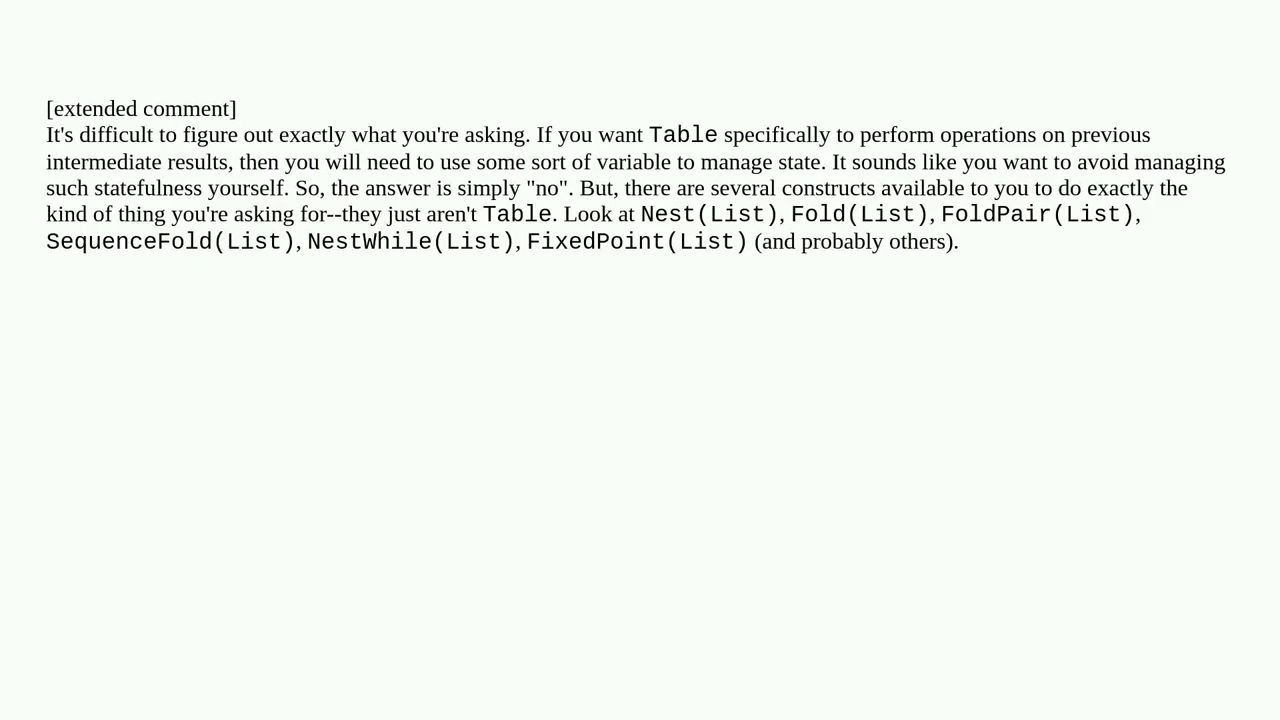 [extended comment]
It's difficult to figure out exactly what you're asking. If you want Table specifically to perform operations on previous
intermediate results, then you will need to use some sort of variable to manage state. It sounds like you want to avoid managing
such statefulness yourself. So, the answer is simply "no". But, there are several constructs available to you to do exactly the
kind of thing you're asking for--they just aren't Table. Look at Nest(List), Fold(List), FoldPair(List),
SequenceFold(List), NestWhile(List), FixedPoint(List) (and probably others).